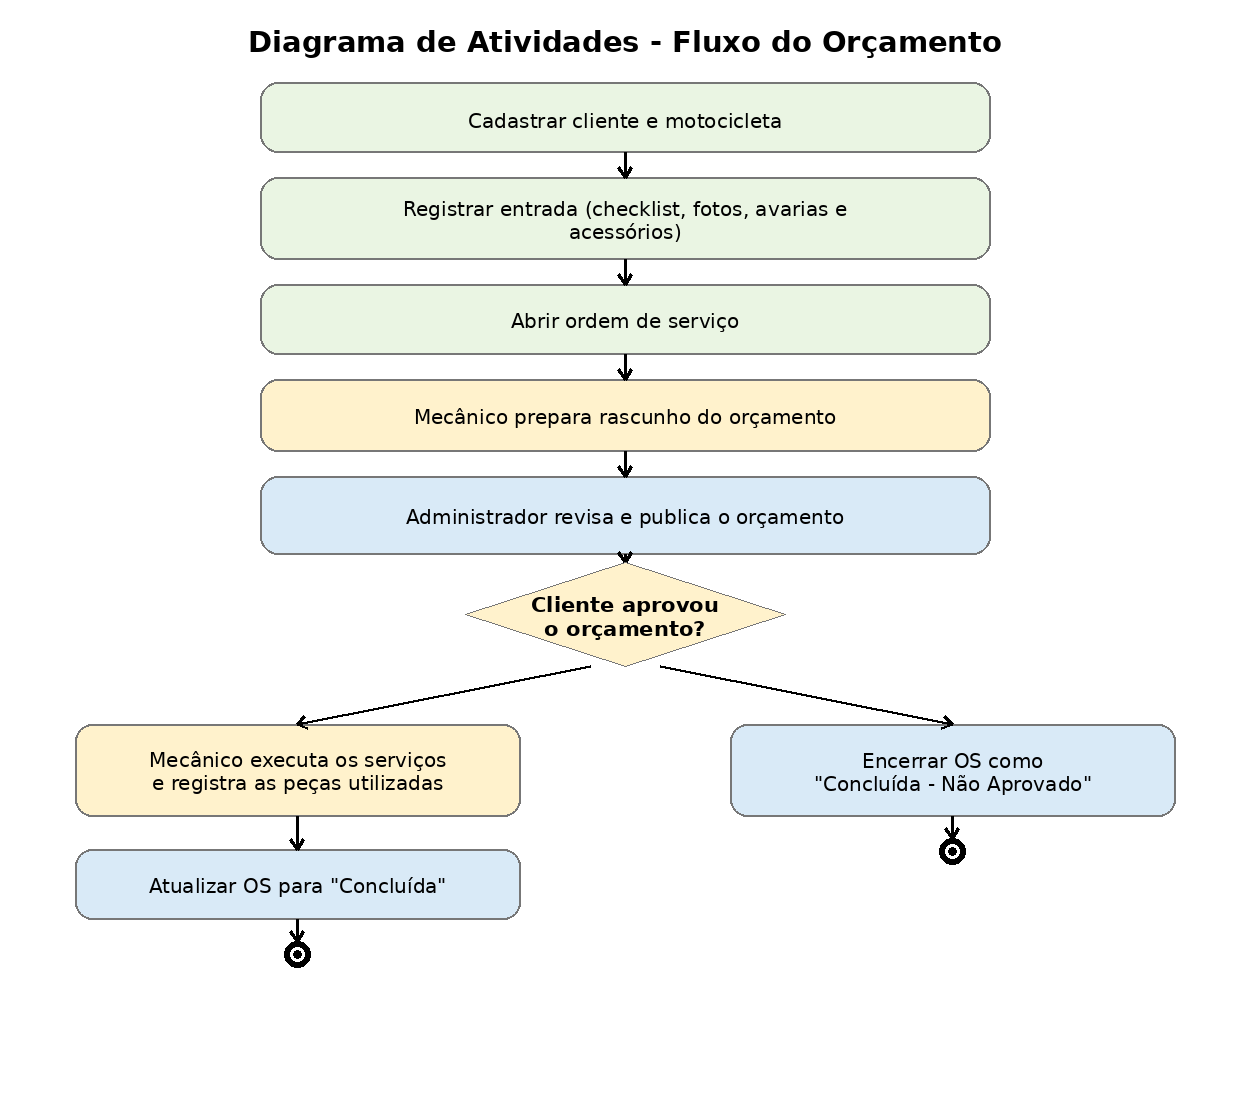 Diagrama de Atividades - Fluxo do Orçamento
Cadastrar cliente e motocicleta
Registrar entrada (checklist, fotos, avarias e
acessórios)
Abrir ordem de serviço
Mecânico prepara rascunho do orçamento
Administrador revisa e publica o orçamento
Cliente aprovou
o orçamento?
Mecânico executa os serviços
e registra as peças utilizadas
Encerrar OS como
"Concluída - Não Aprovado"
Atualizar OS para "Concluída"